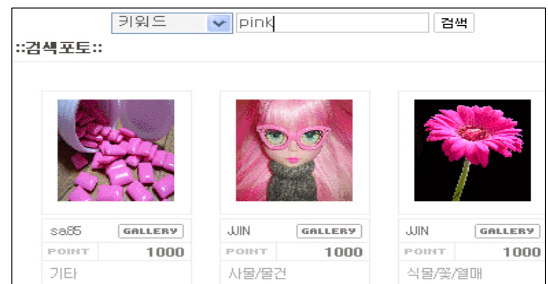 키워드 pink 검색
::검색포토::
sa85 GALLERY JJIN GALLERY JJIN GALLERY
POINT 1000 POINT 1000 POINT 1000
기타 사물/물건 식물/꽃/열매